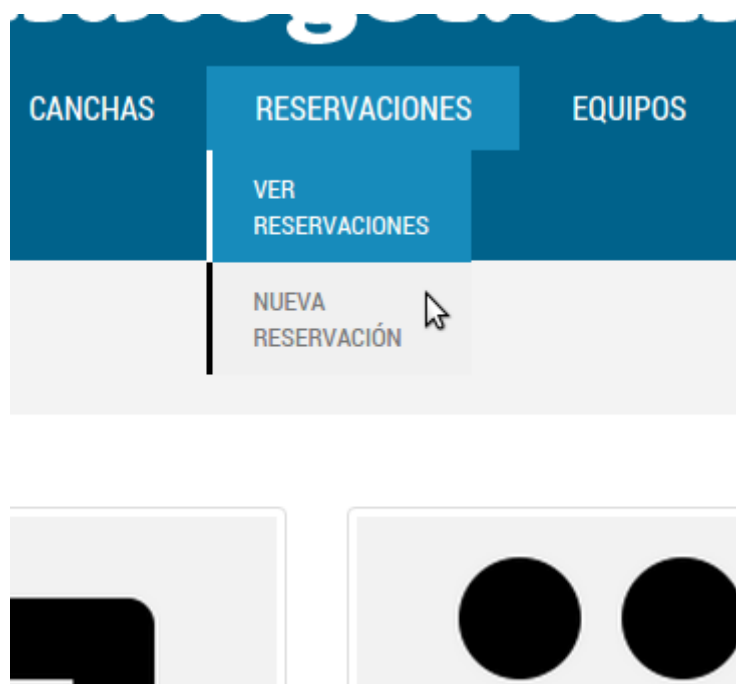 CANCHAS RESERVACIONES EQUIPOS
VER
RESERVACIONES
NUEVA
RESERVACIÓN